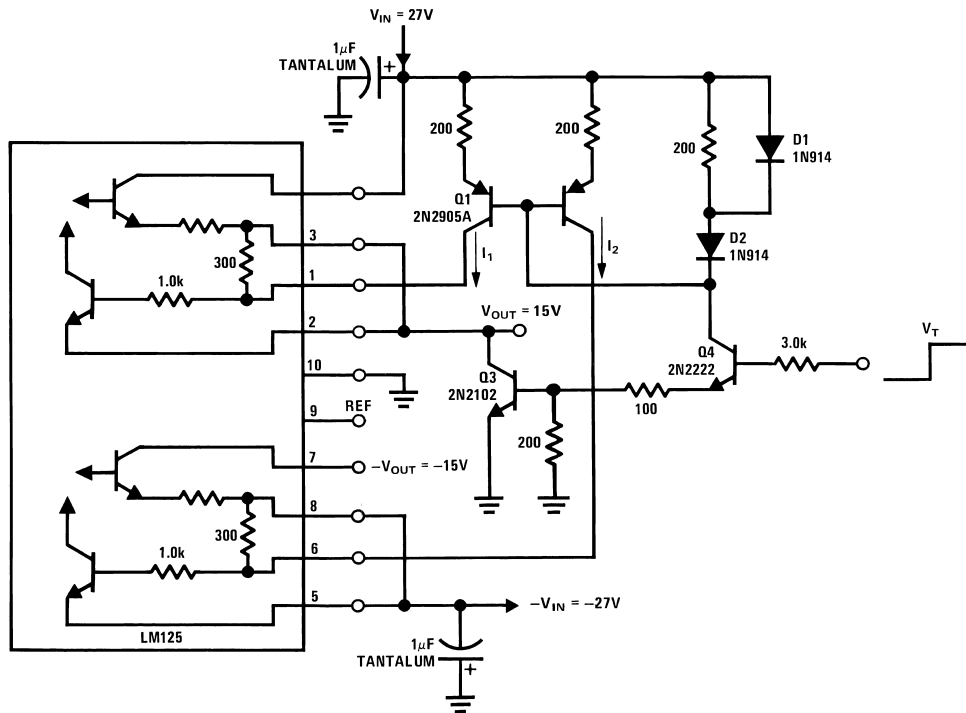 V_IN = 27V
1μF
TANTALUM
+
200
200
200
D1
1N914
Q1
2N2905A
D2
1N914
3
300
1
1.0k
I_1
I_2
2
V_OUT = 15V
V_T
10
Q3
2N2102
Q4
2N2222
3.0k
9
REF
100
200
7
–V_OUT = –15V
8
300
6
1.0k
5
–V_IN = –27V
LM125
1μF
TANTALUM
+